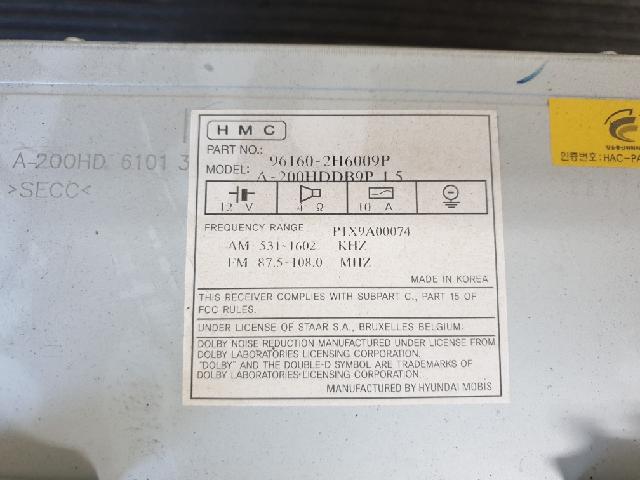 HMC
PART NO.: 96160-2H6009P
MODEL: A-200HDDB9P 1.5
12 V 4 Ω 10 A
FREQUENCY RANGE P1X9A00074
AM 531~1602 KHZ
FM 87.5~108.0 MHZ
MADE IN KOREA
THIS RECEIVER COMPLIES WITH SUBPART C., PART 15 OF
FCC RULES.
UNDER LICENSE OF STAAR S.A., BRUXELLES BELGIUM:
DOLBY NOISE REDUCTION MANUFACTURED UNDER LICENSE FROM
DOLBY LABORATORIES LICENSING CORPORATION.
"DOLBY" AND THE DOUBLE-D SYMBOL ARE TRADEMARKS OF
DOLBY LABORATORIES LICENSING CORPORATION.
MANUFACTURED BY HYUNDAI MOBIS
A-200HD 6101 3
>SECC<
인증번호: HAC-PA